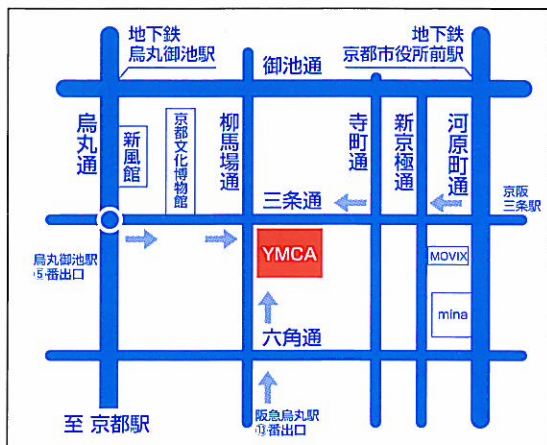 地下鉄
烏丸御池駅
地下鉄
京都市役所前駅
御池通
烏丸通
新風館
京都文化博物館
柳馬場通
寺町通
新京極通
河原町通
三条通
京阪
三条駅
烏丸御池駅
⑤番出口
YMCA
MOVIX
mina
六角通
阪急烏丸駅
⑬番出口
至 京都駅